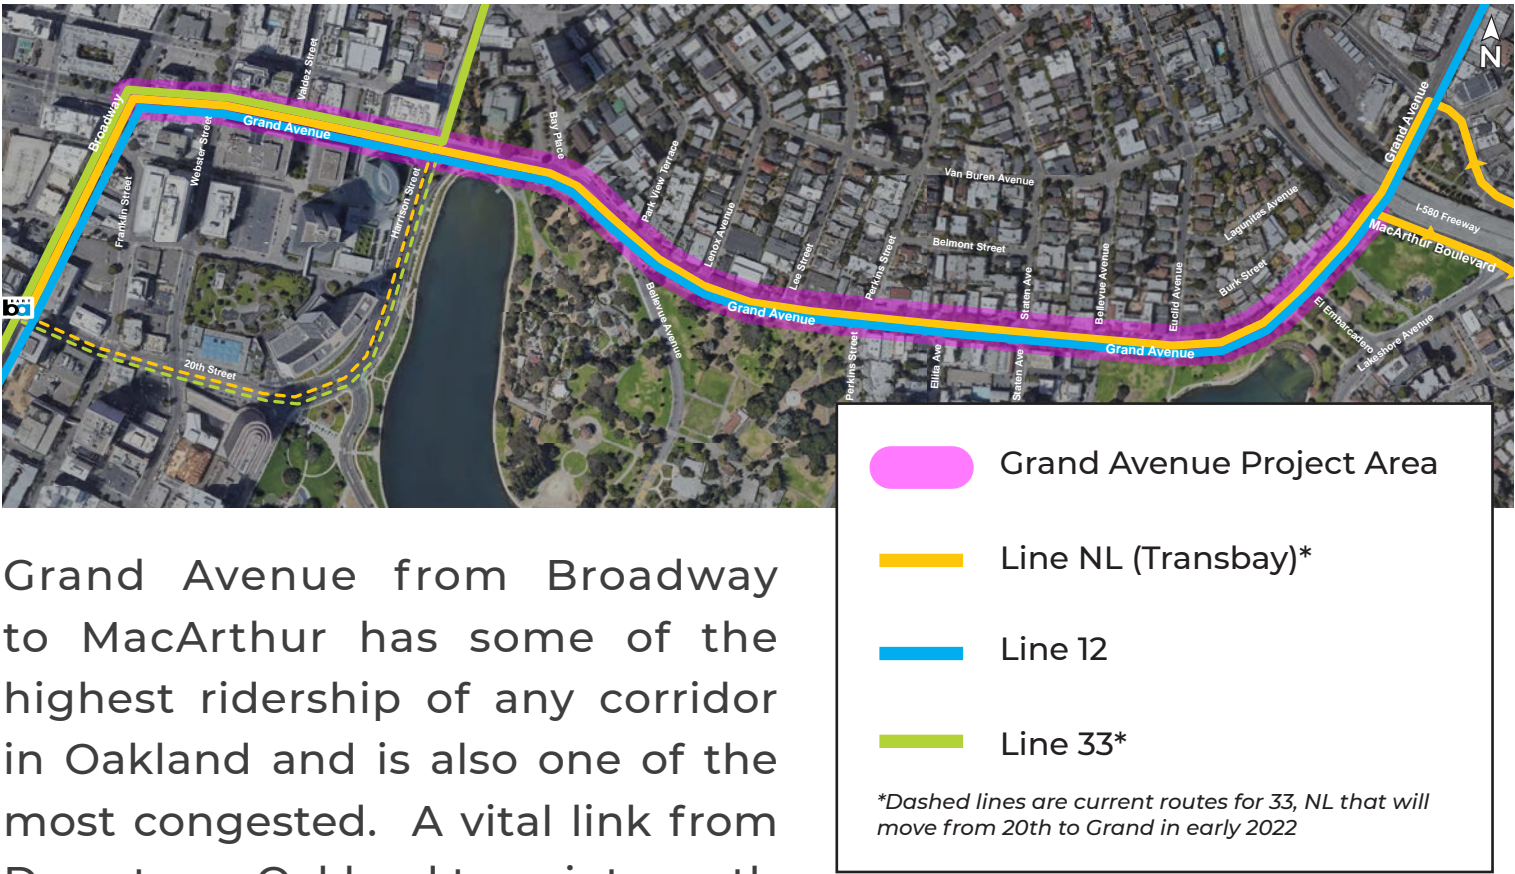 N
Valdez Street
Broadway
Grand Avenue
Webster Street
Franklin Street
Harrison Street
20th Street
Bay Place
Park View Terrace
Lenox Avenue
Bellevue Avenue
Grand Avenue
Lee Street
Perkins Street
Perkins Street
Van Buren Avenue
Belmont Street
Ellita Ave
Staten Ave
Staten Ave
Bellevue Avenue
Euclid Avenue
Grand Avenue
Burk Street
Lagunitas Avenue
Grand Avenue
I-580 Freeway
MacArthur Boulevard
El Embarcadero
Lakeshore Avenue
BART
ba
Grand Avenue Project Area
Line NL (Transbay)*
Line 12
Line 33*
*Dashed lines are current routes for 33, NL that will
move from 20th to Grand in early 2022
Grand Avenue from Broadway
to MacArthur has some of the
highest ridership of any corridor
in Oakland and is also one of the
most congested. A vital link from